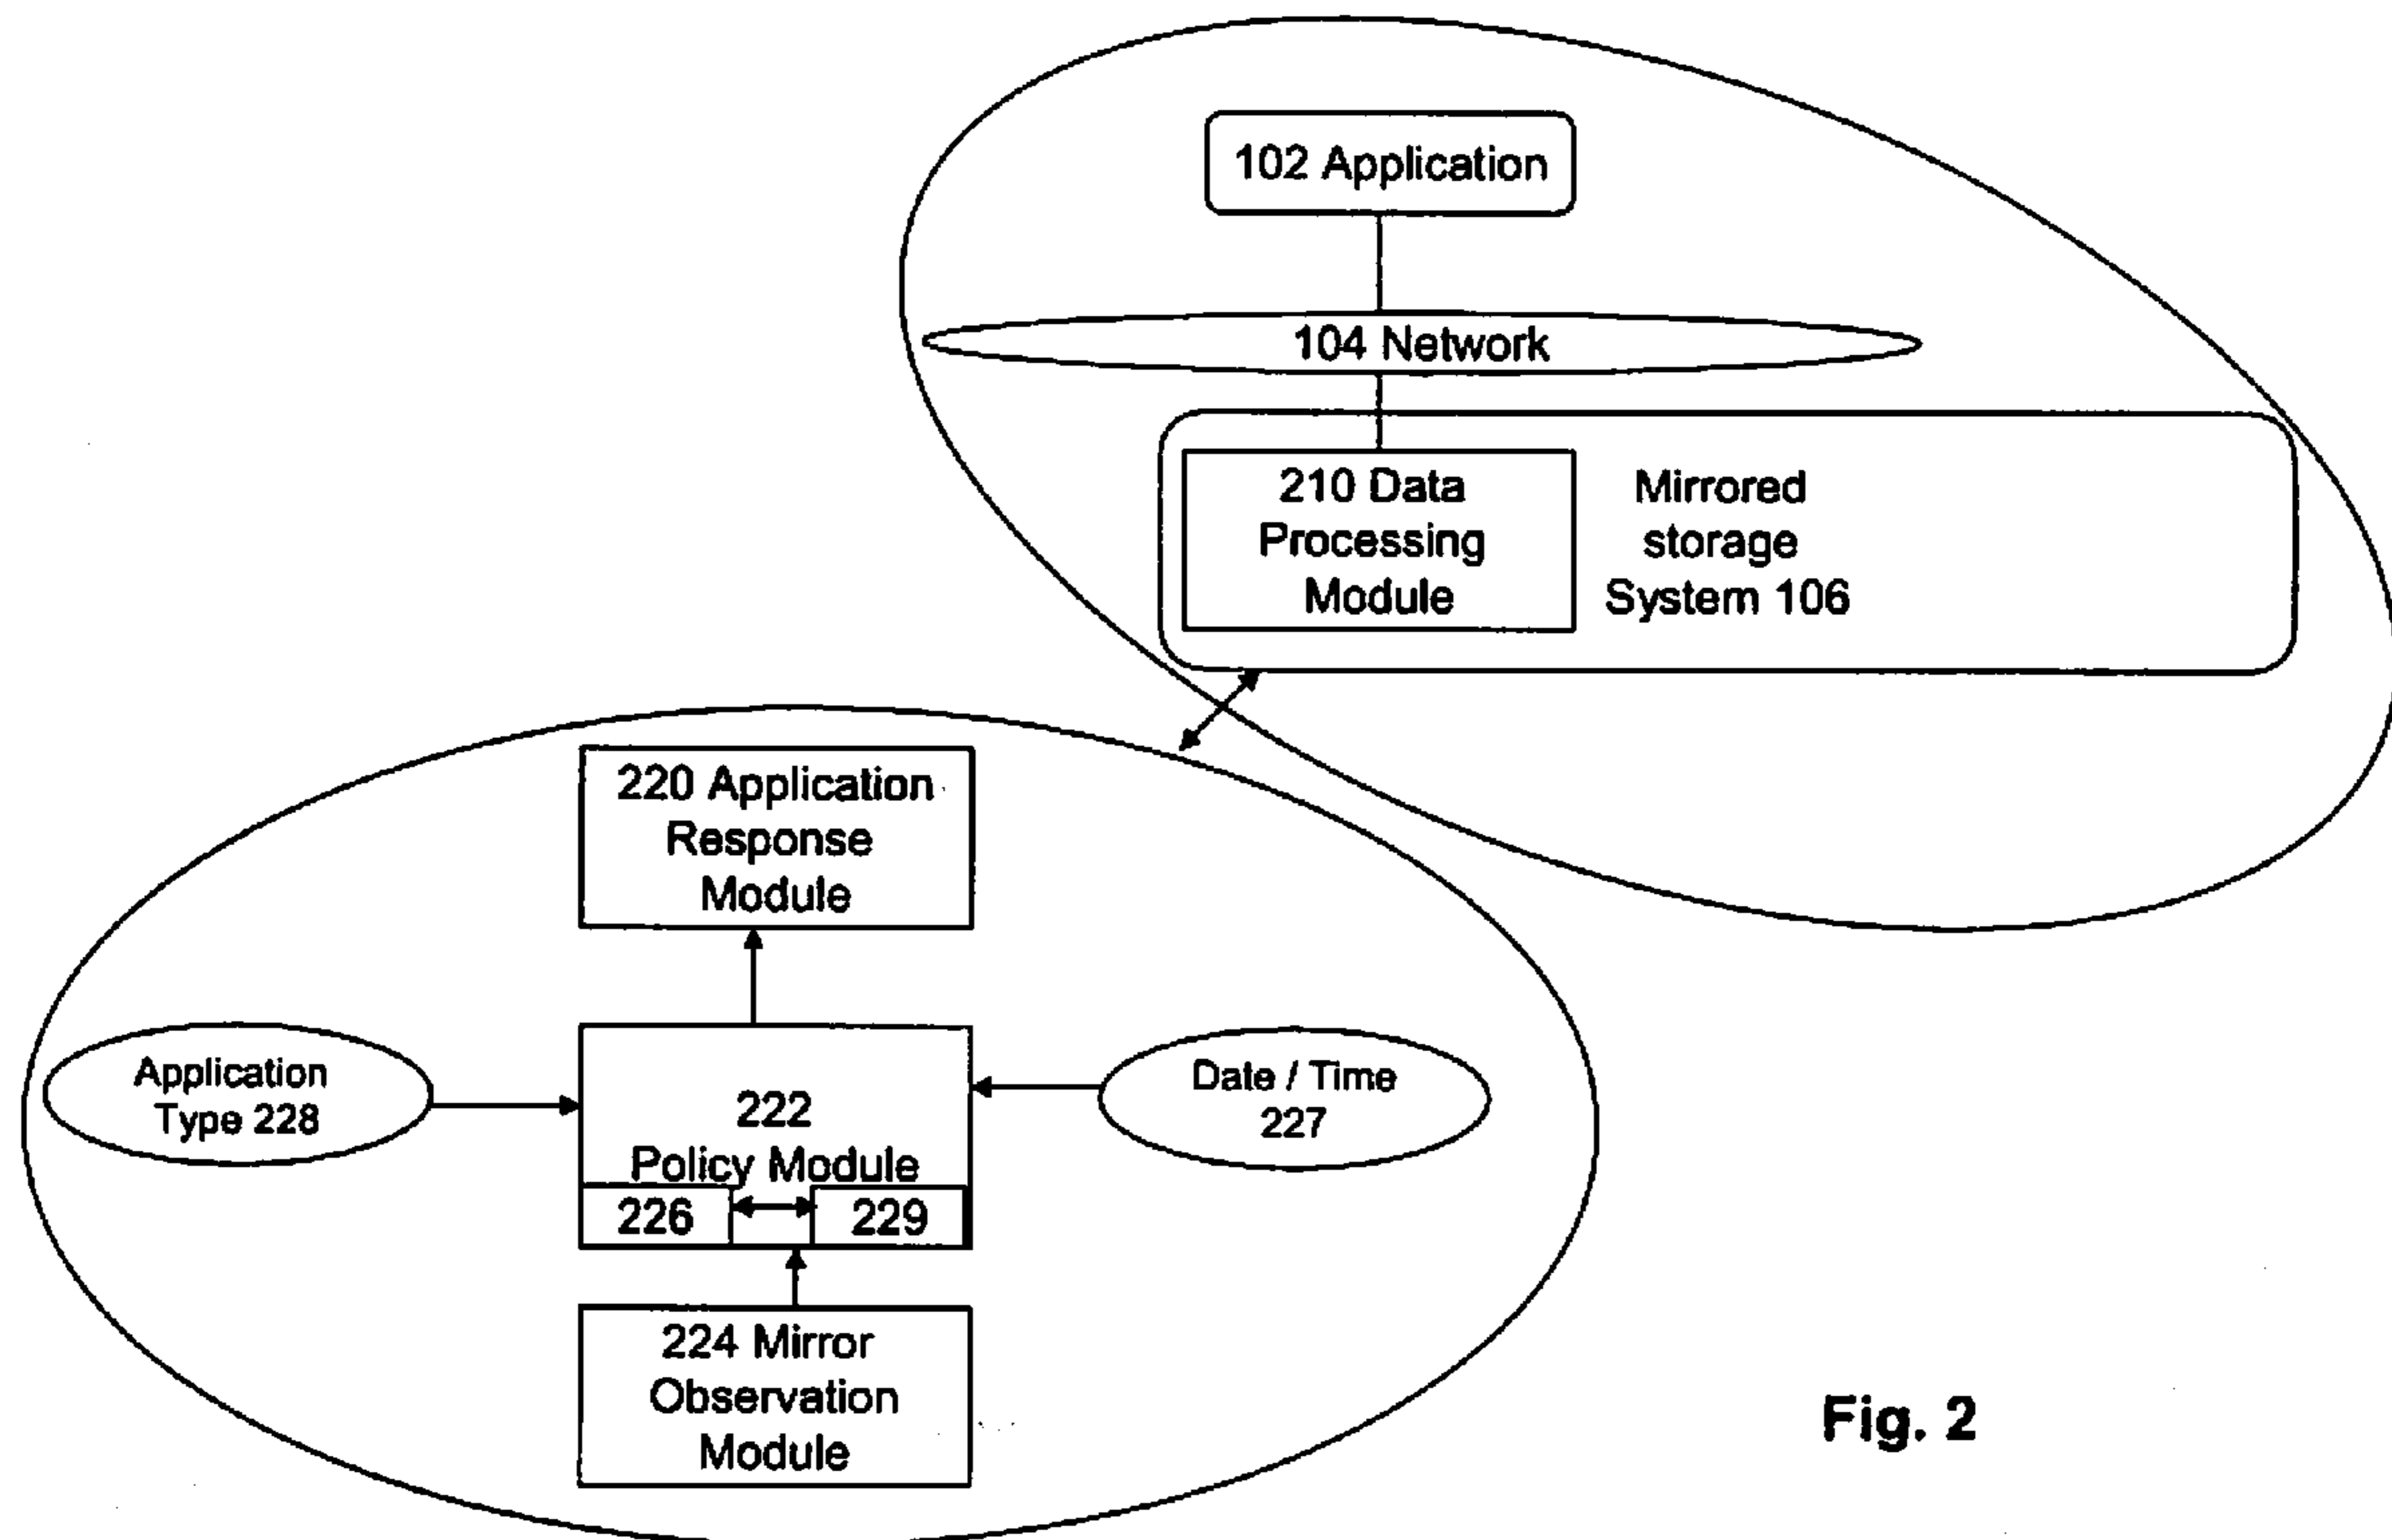 102 Application
104 Network
210 Data
Processing
Module
Mirrored
storage
System 106
220 Application
Response
Module
Application
Type 228
222
Policy Module
226
229
Date / Time
227
224 Mirror
Observation
Module
Fig. 2